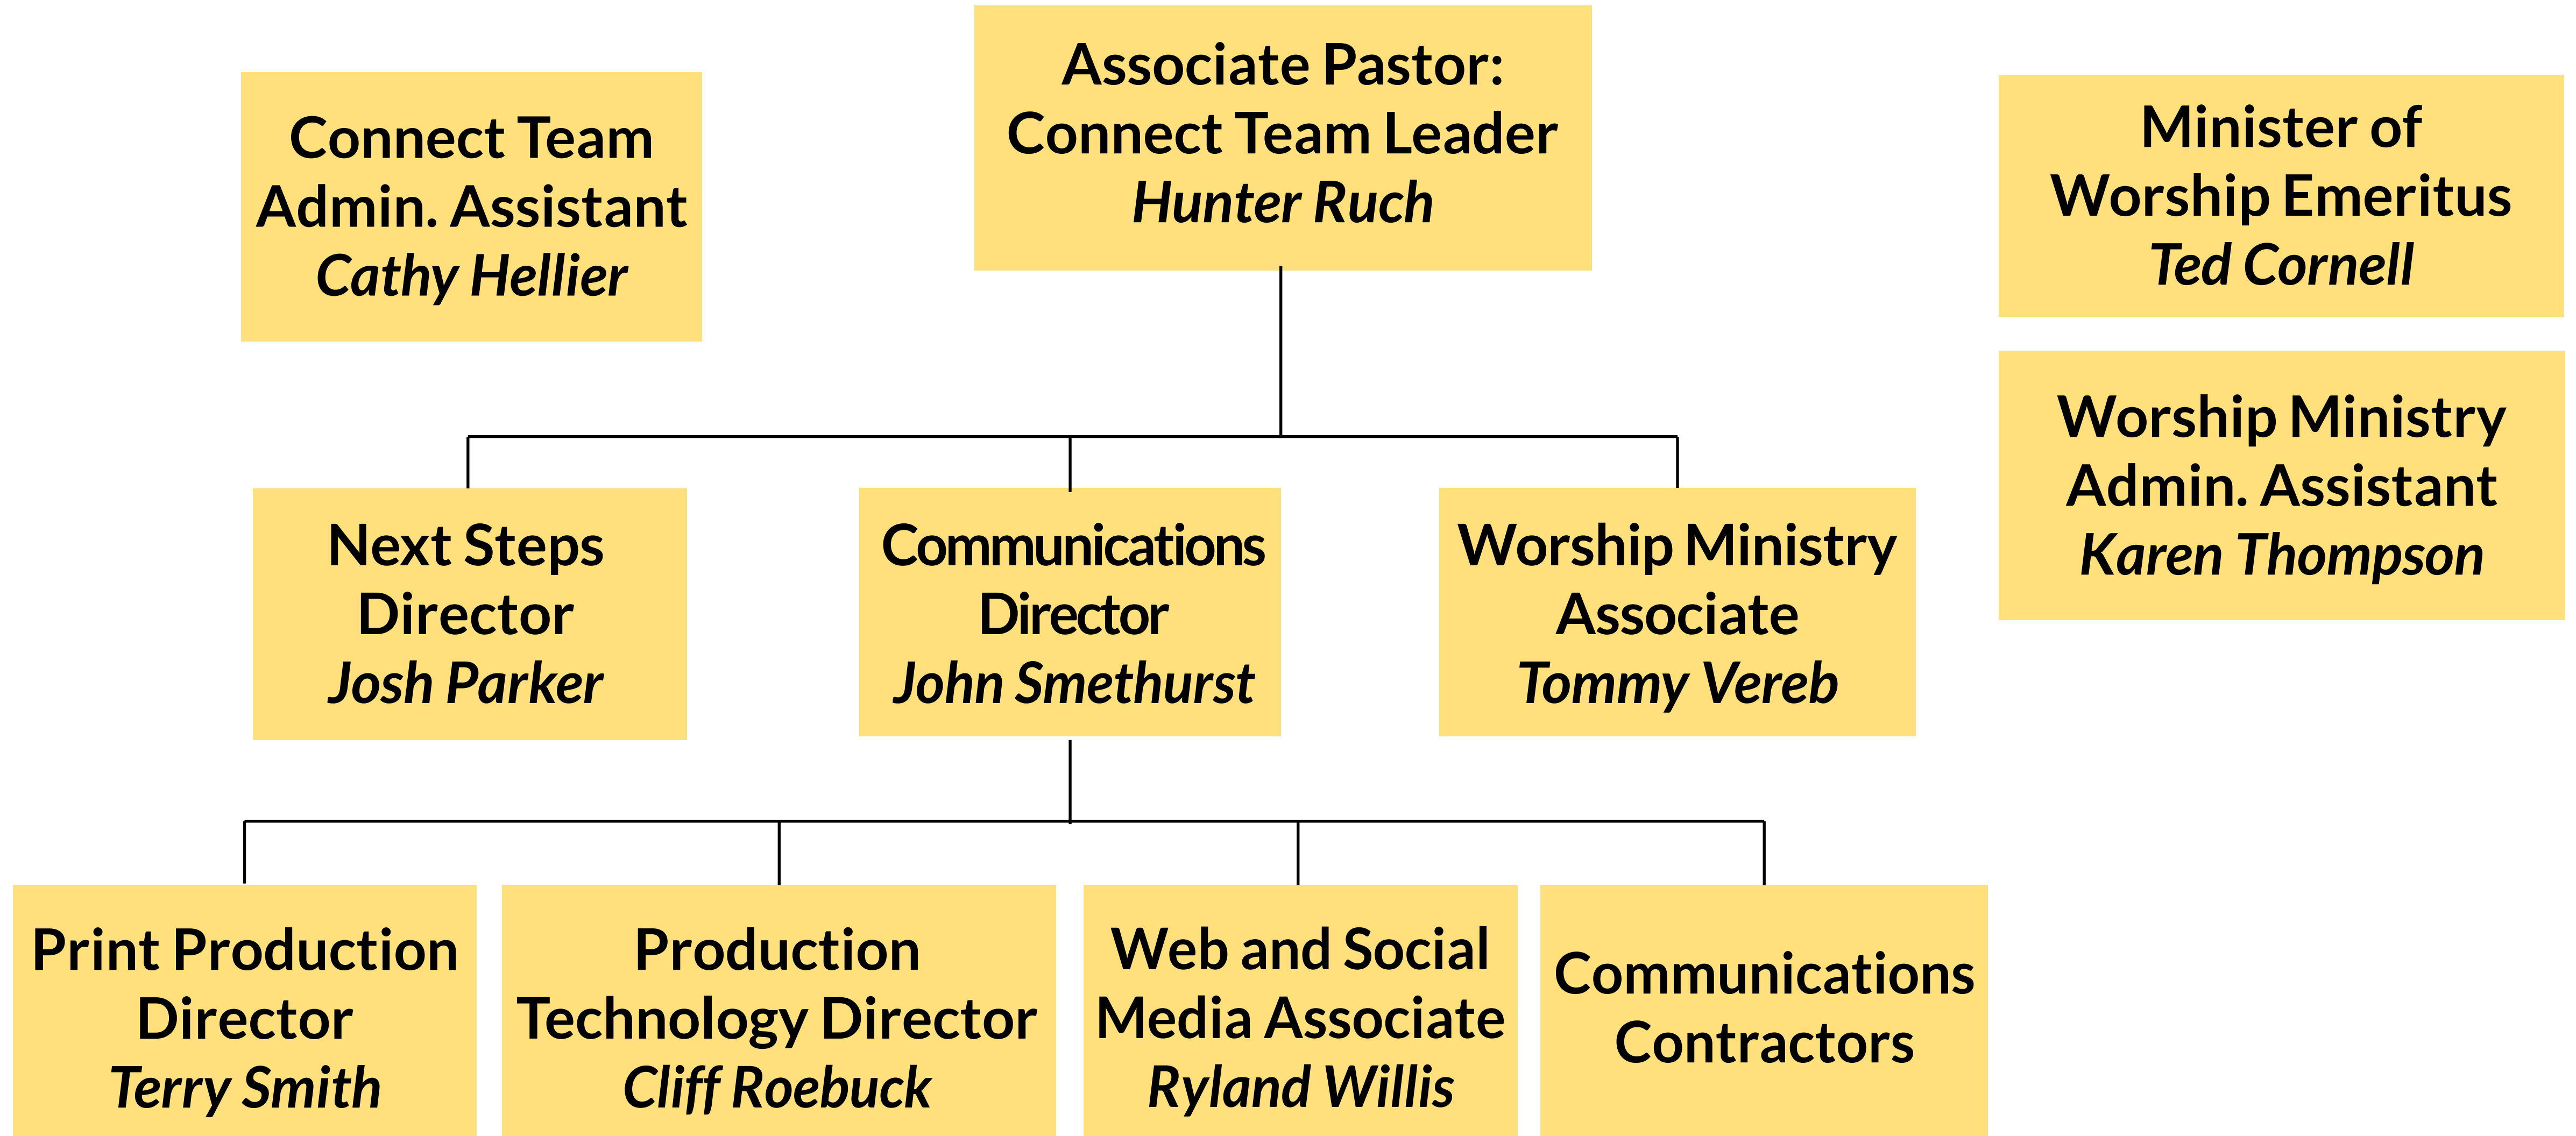 Associate Pastor:
Connect Team Leader
Hunter Ruch
Connect Team
Admin. Assistant
Cathy Hellier
Minister of
Worship Emeritus
Ted Cornell
Worship Ministry
Admin. Assistant
Karen Thompson
Next Steps
Director
Josh Parker
Communications
Director
John Smethurst
Worship Ministry
Associate
Tommy Vereb
Print Production
Director
Terry Smith
Production
Technology Director
Cliff Roebuck
Web and Social
Media Associate
Ryland Willis
Communications
Contractors